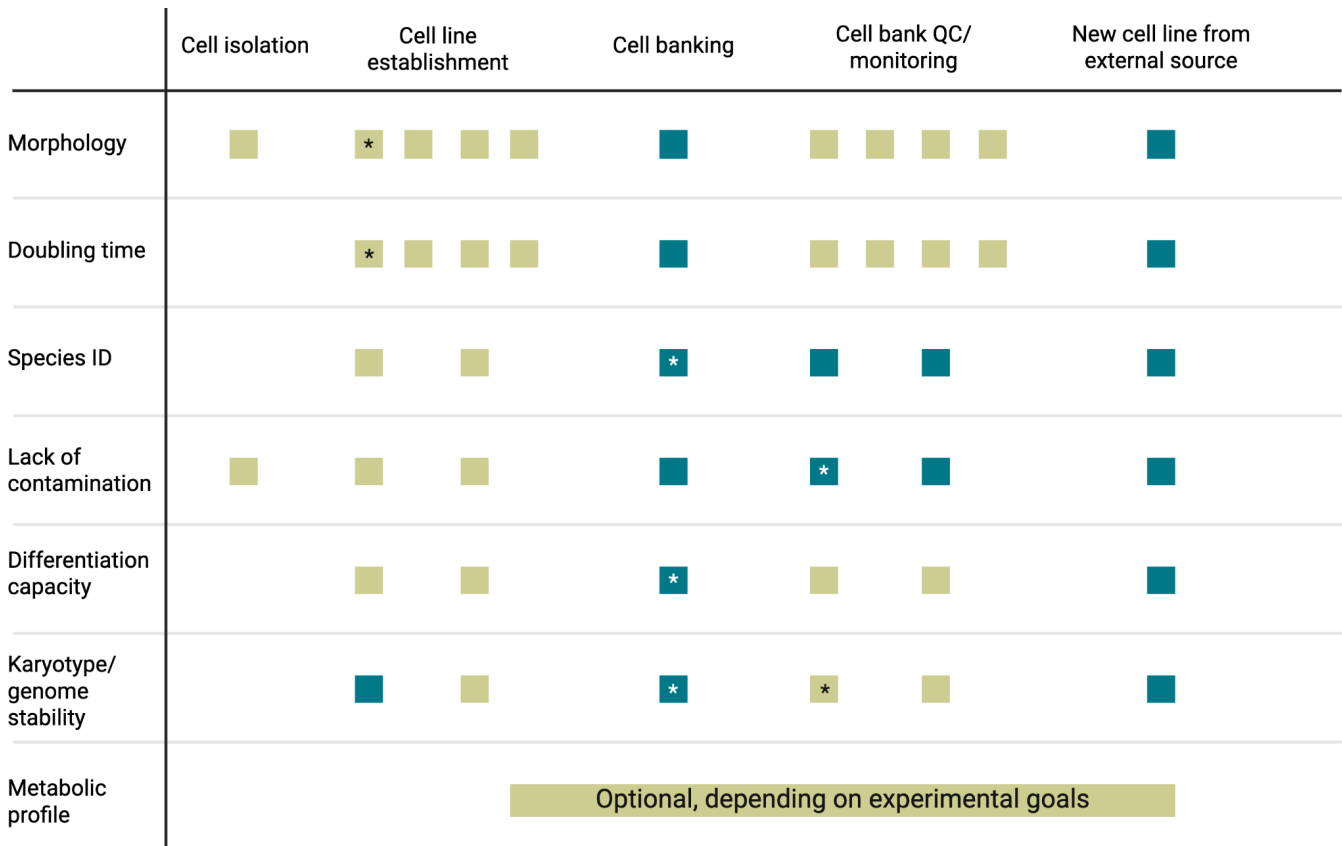 Cell isolation
Cell line
establishment
Cell banking
Cell bank QC/
monitoring
New cell line from
external source
Morphology
*
Doubling time
*
Species ID
*
Lack of
contamination
*
Differentiation
capacity
*
Karyotype/
genome
stability
* *
Metabolic
profile
Optional, depending on experimental goals